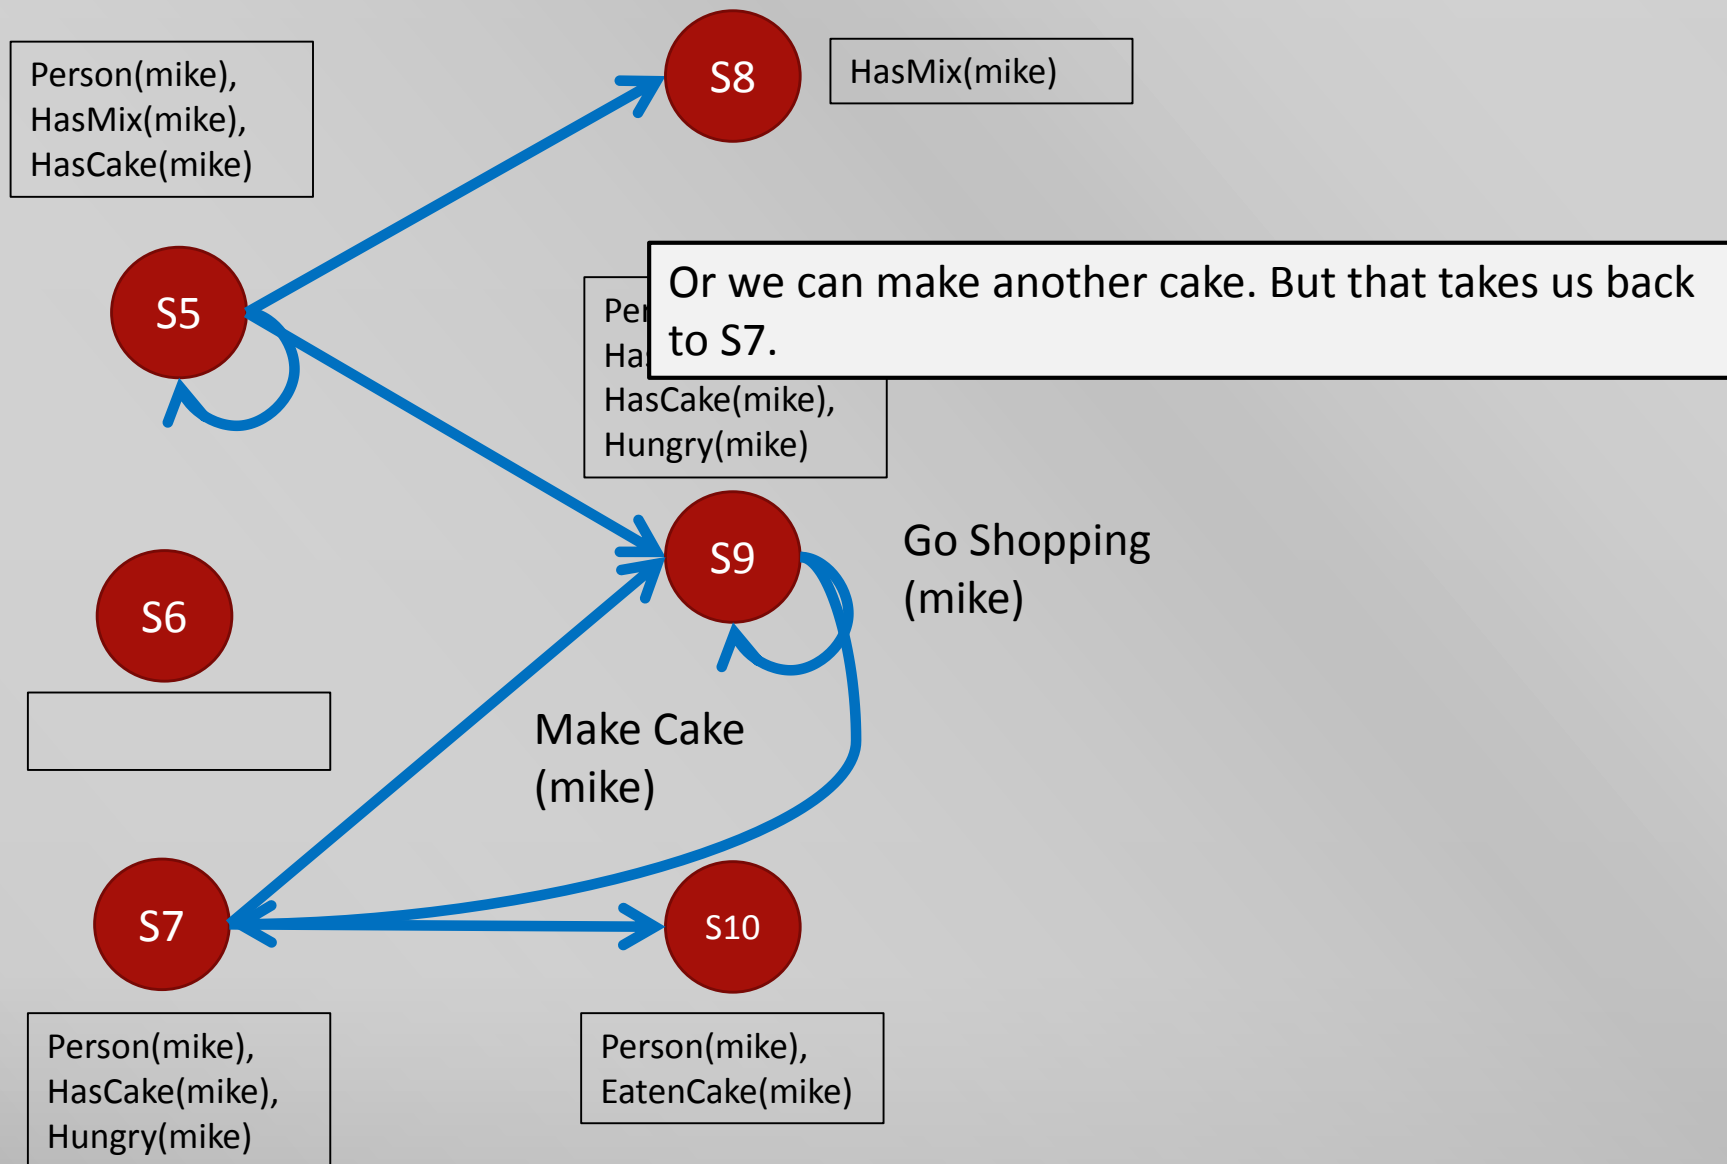 Person(mike),
HasMix(mike),
HasCake(mike)
S8
HasMix(mike)
S5
Or we can make another cake. But that takes us back
to S7.
HasCake(mike),
Hungry(mike)
S9
Go Shopping
(mike)
S6
Make Cake
(mike)
S7
S10
Person(mike),
HasCake(mike),
Hungry(mike)
Person(mike),
EatenCake(mike)